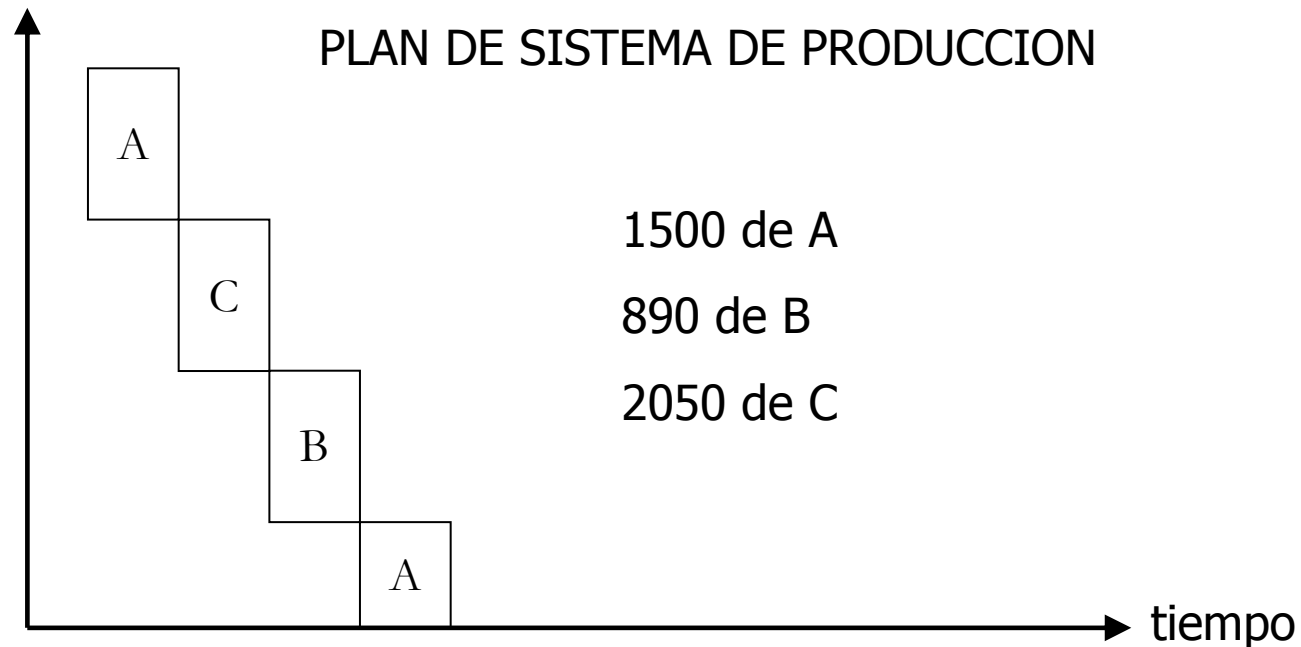 PLAN DE SISTEMA DE PRODUCCION
A
1500 de A
C
890 de B
2050 de C
B
A
tiempo